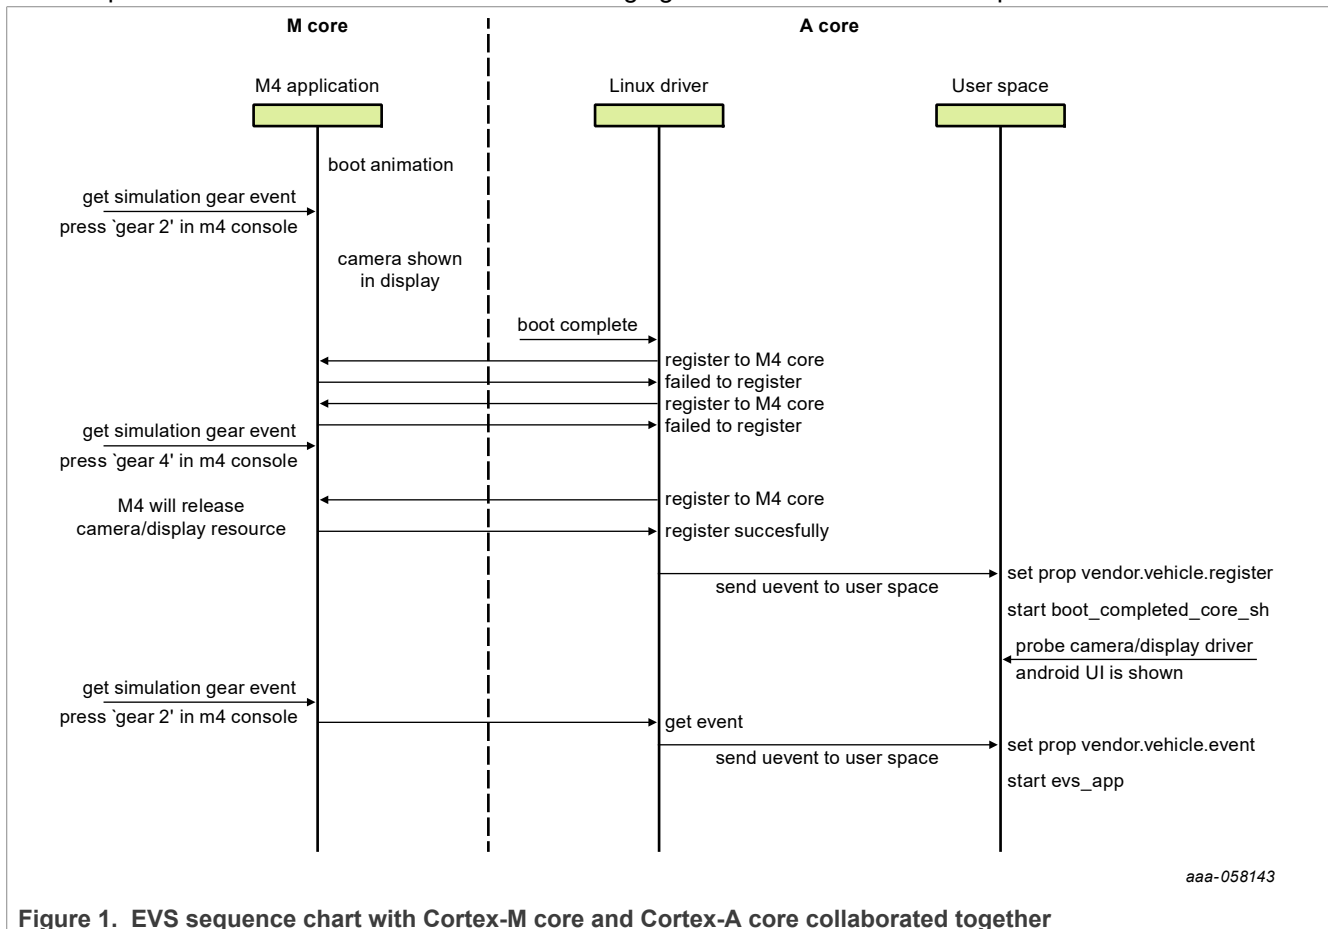 M core
A core
M4 application
Linux driver
User space
boot animation
get simulation gear event
press `gear 2' in m4 console
camera shown
in display
boot complete
register to M4 core
failed to register
register to M4 core
failed to register
get simulation gear event
press `gear 4' in m4 console
M4 will release
camera/display resource
register to M4 core
register succesfully
send uevent to user space
set prop vendor.vehicle.register
start boot_completed_core_sh
probe camera/display driver
android UI is shown
get simulation gear event
press `gear 2' in m4 console
get event
send uevent to user space
set prop vendor.vehicle.event
start evs_app
aaa-058143
Figure 1. EVS sequence chart with Cortex-M core and Cortex-A core collaborated together